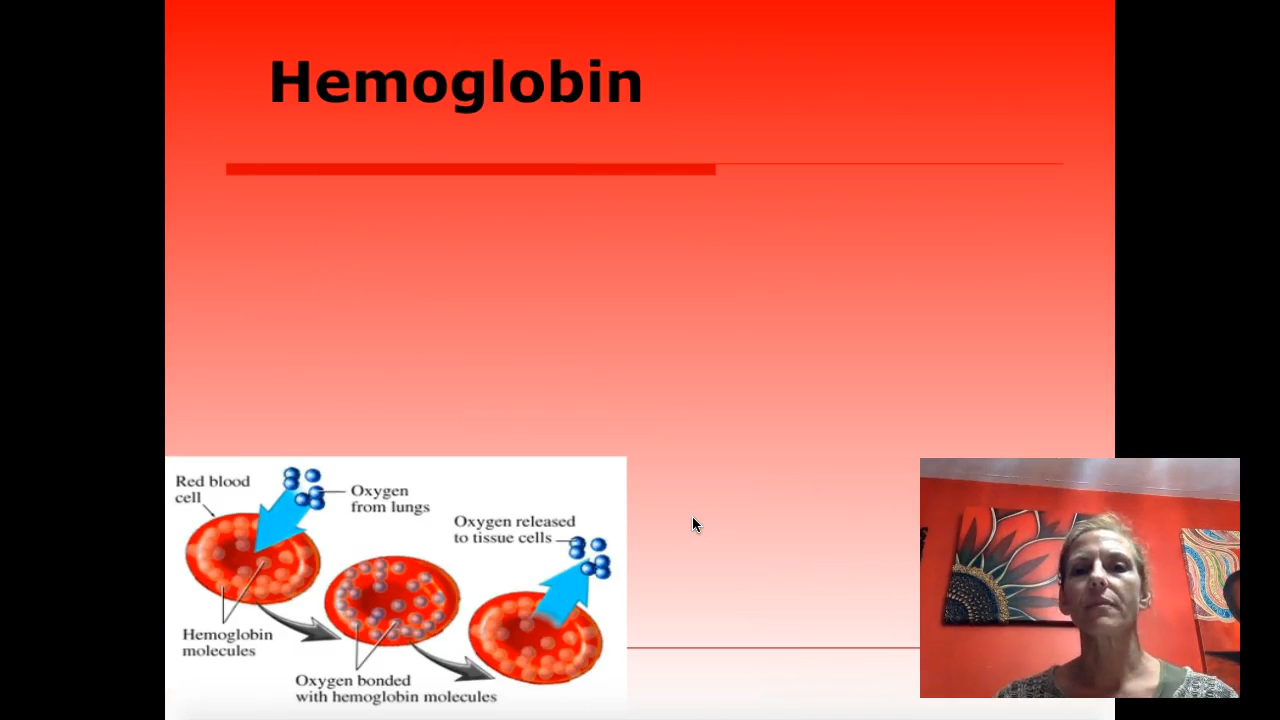 Hemoglobin
Red blood
cell
Oxygen
from lungs
Oxygen released
to tissue cells
Hemoglobin
molecules
Oxygen bonded
with hemoglobin molecules